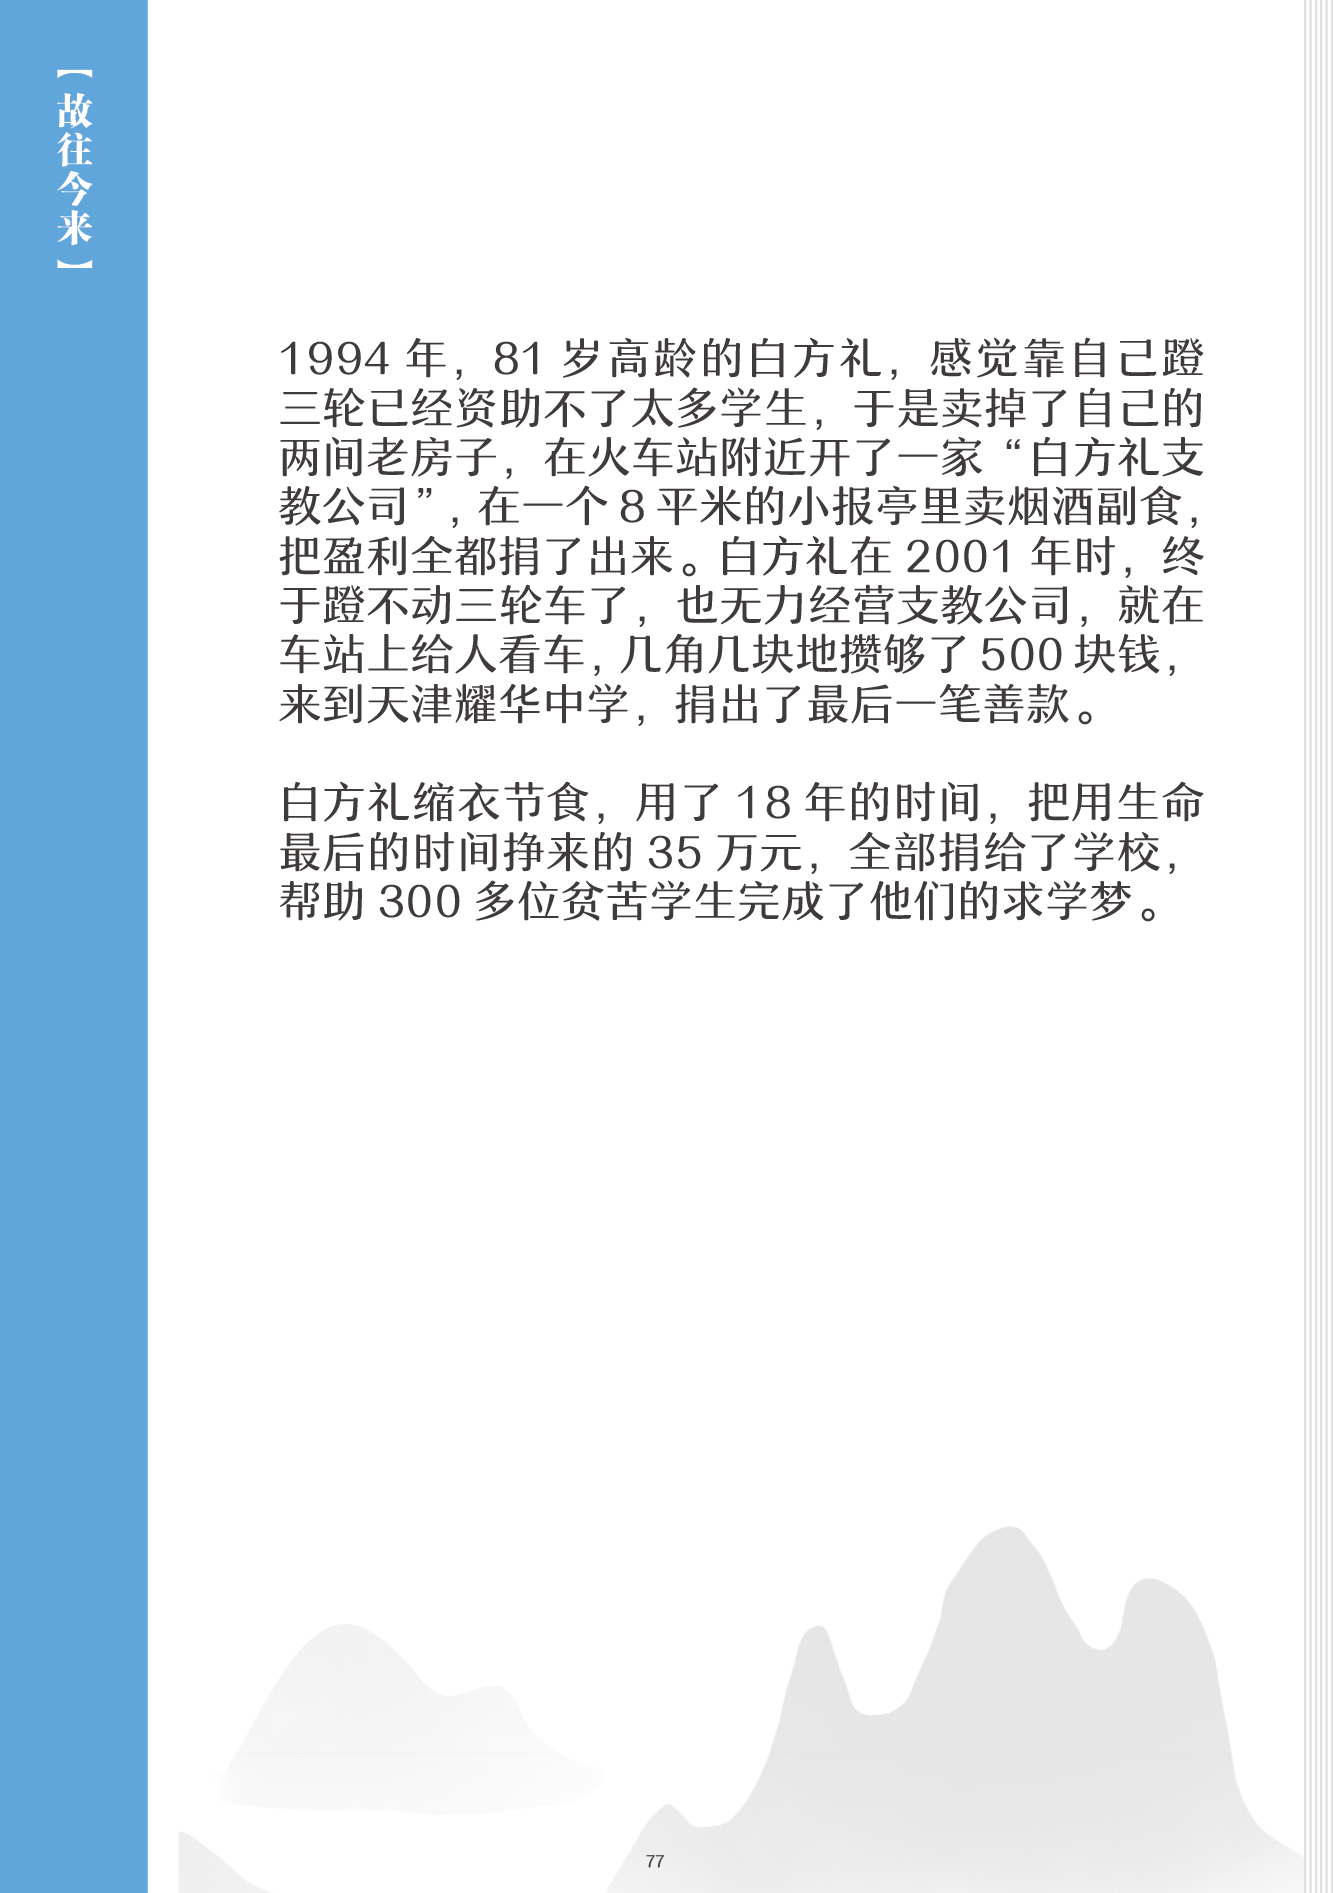 【故往今来】
1994 年，81 岁高龄的白方礼，感觉靠自己蹬
三轮已经资助不了太多学生，于是卖掉了自己的
两间老房子，在火车站附近开了一家“白方礼支
教公司”，在一个 8 平米的小报亭里卖烟酒副食，
把盈利全都捐了出来。白方礼在 2001 年时，终
于蹬不动三轮车了，也无力经营支教公司，就在
车站上给人看车，几角几块地攒够了 500 块钱，
来到天津耀华中学，捐出了最后一笔善款。
白方礼缩衣节食，用了 18 年的时间，把用生命
最后的时间挣来的 35 万元，全部捐给了学校，
帮助 300 多位贫苦学生完成了他们的求学梦。
77